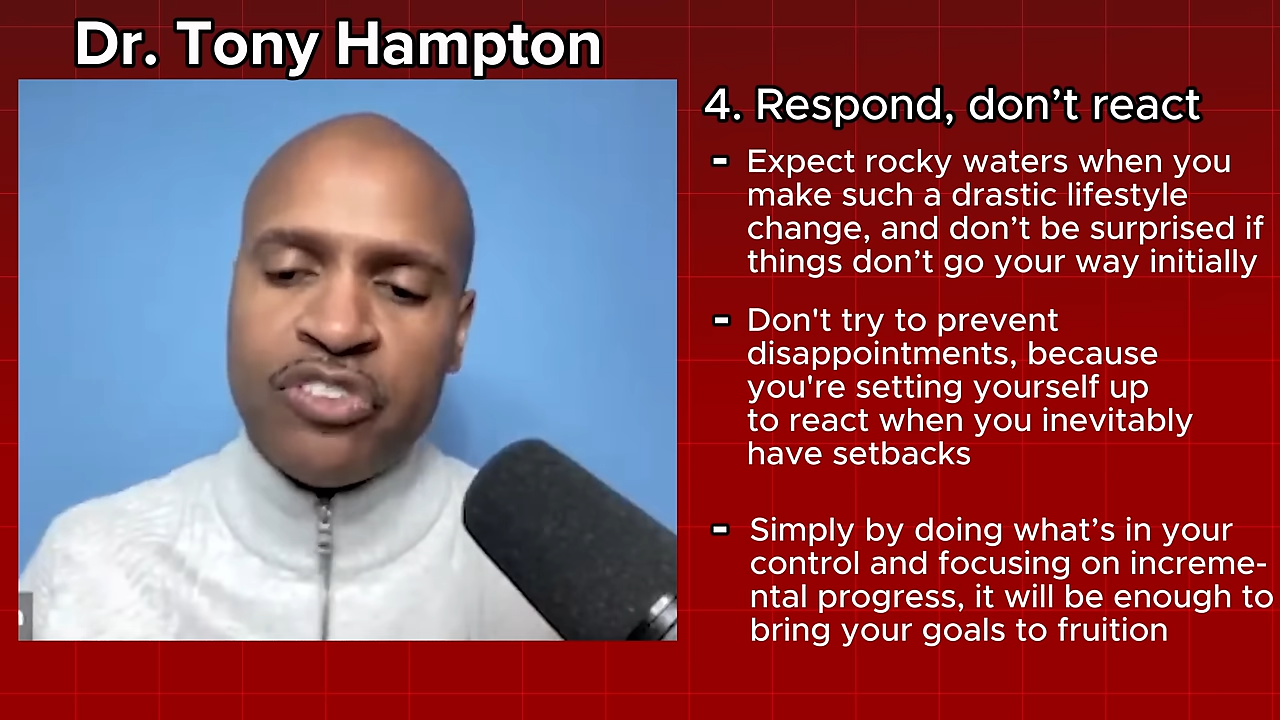 Dr. Tony Hampton
4. Respond, don’t react
- Expect rocky waters when you
make such a drastic lifestyle
change, and don’t be surprised if
things don’t go your way initially
- Don't try to prevent
disappointments, because
you're setting yourself up
to react when you inevitably
have setbacks
- Simply by doing what’s in your
control and focusing on increme-
ntal progress, it will be enough to
bring your goals to fruition